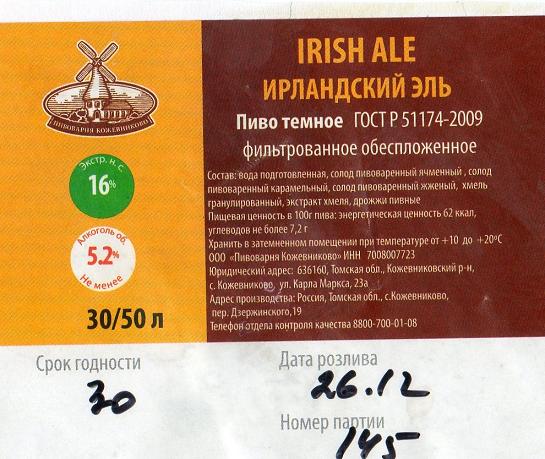 IRISH ALE
ИРЛАНДСКИЙ ЭЛЬ
Пиво темное ГОСТ Р 51174-2009
фильтрованное обеспложенное
ПИВОВАРНЯ КОЖЕВНИКОВО
Экстр. н. с.
16%
Алкоголь об.
5.2%
Не менее
30/50 л
Состав: вода подготовленная, солод пивоваренный ячменный , солод
пивоваренный карамельный, солод пивоваренный жженый, хмель
гранулированный, экстракт хмеля, дрожжи пивные
Пищевая ценность в 100г пива: энергетическая ценность 62 ккал,
углеводов не более 7,2 г
Хранить в затемненном помещении при температуре от +10 до +20°С
ООО «Пивоварня Кожевниково» ИНН 7008007723
Юридический адрес: 636160, Томская обл., Кожевниковский р-н,
с. Кожевниково, ул. Карла Маркса, 23а
Адрес производства: Россия, Томская обл., с.Кожевниково,
пер. Дзержинского, 19
Телефон отдела контроля качества 8800-700-01-08
Срок годности
30
Дата розлива
26.12
Номер партии
145